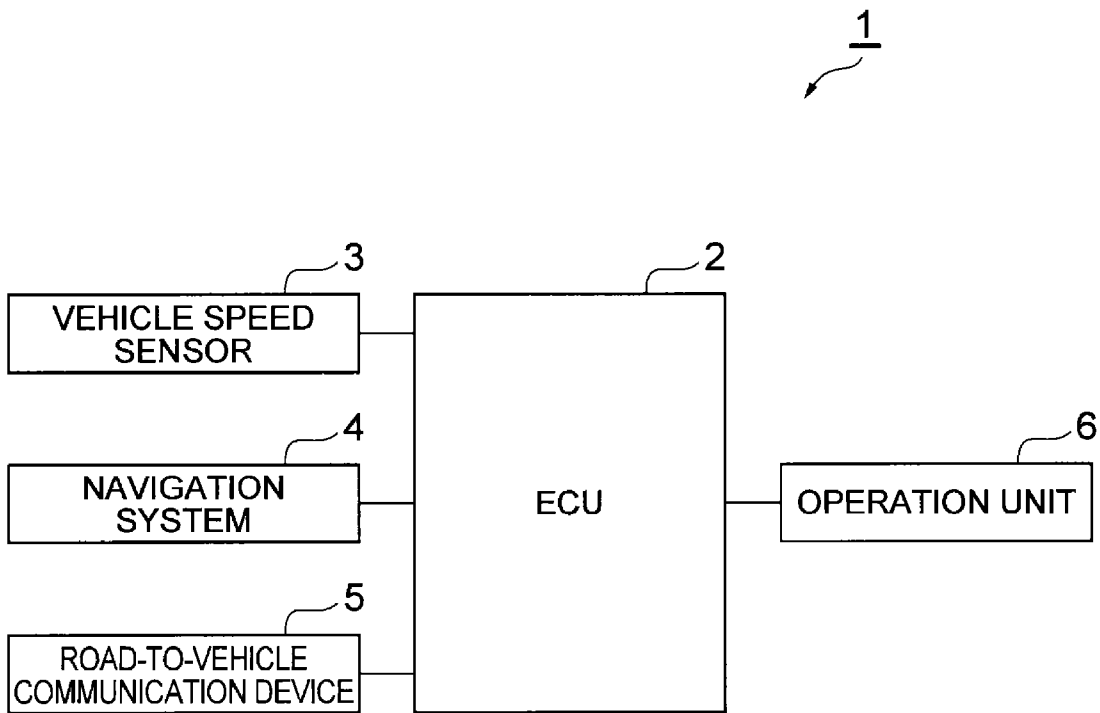 1
3
VEHICLE SPEED
SENSOR
2
ECU
4
NAVIGATION
SYSTEM
6
OPERATION UNIT
5
ROAD-TO-VEHICLE
COMMUNICATION DEVICE